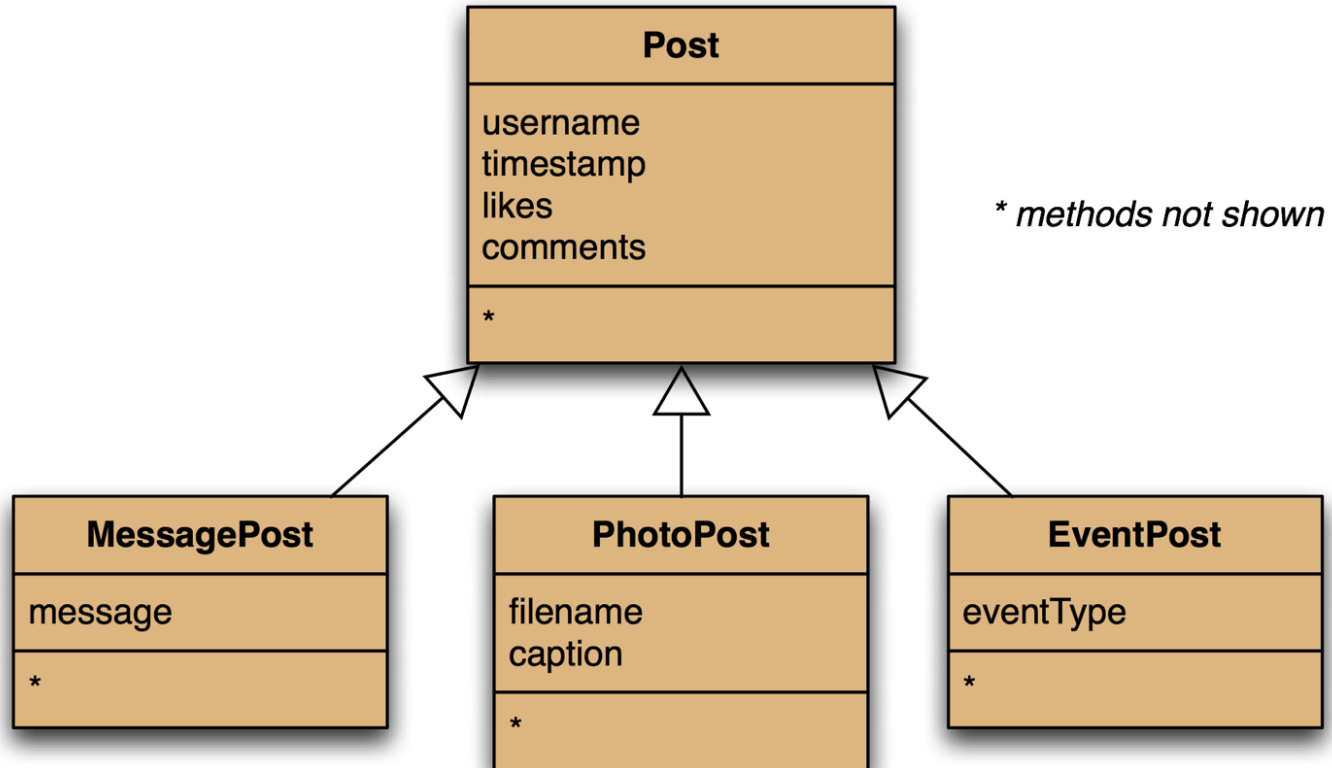 Post
username
timestamp
likes
comments
*
* methods not shown
MessagePost
message
*
PhotoPost
filename
caption
*
EventPost
eventType
*